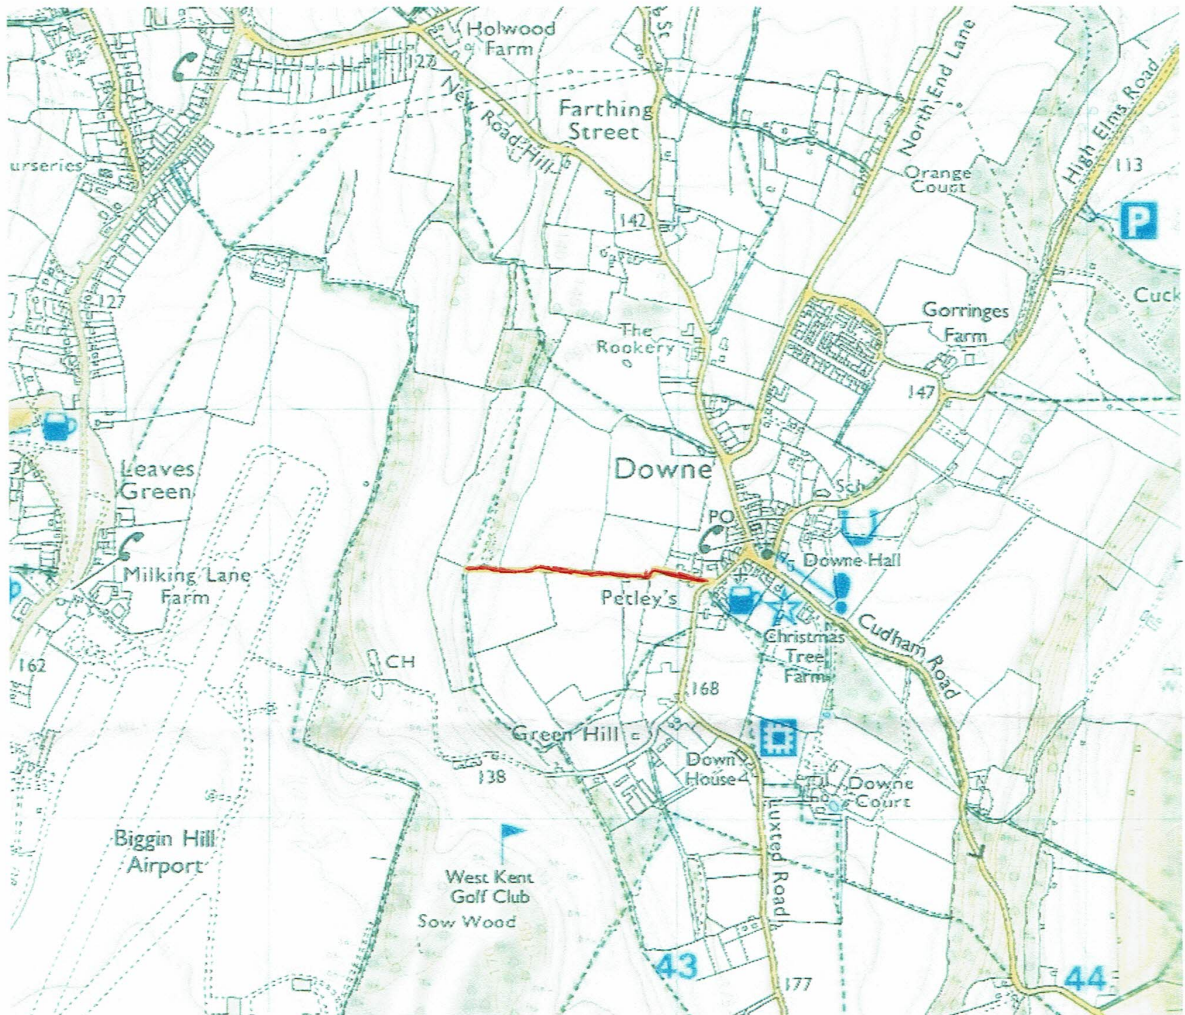 Holwood
Farm
122
New
Road Hill
Farthing
Street
St
North End Lane
High Elms Road
113
P
urseries
Orange
Court
142
127
Cuck
Gorringes
Farm
The
Rookery
147
Leaves
Green
Downe
Sch
PO
Downe Hall
Milking Lane
Farm
Petley's
Christmas
Tree
Farm
Cudham Road
162
CH
168
Green Hill
138
Down
House
Downe
Court
Luxted Road
Biggin Hill
Airport
West Kent
Golf Club
Sow Wood
43
177
44